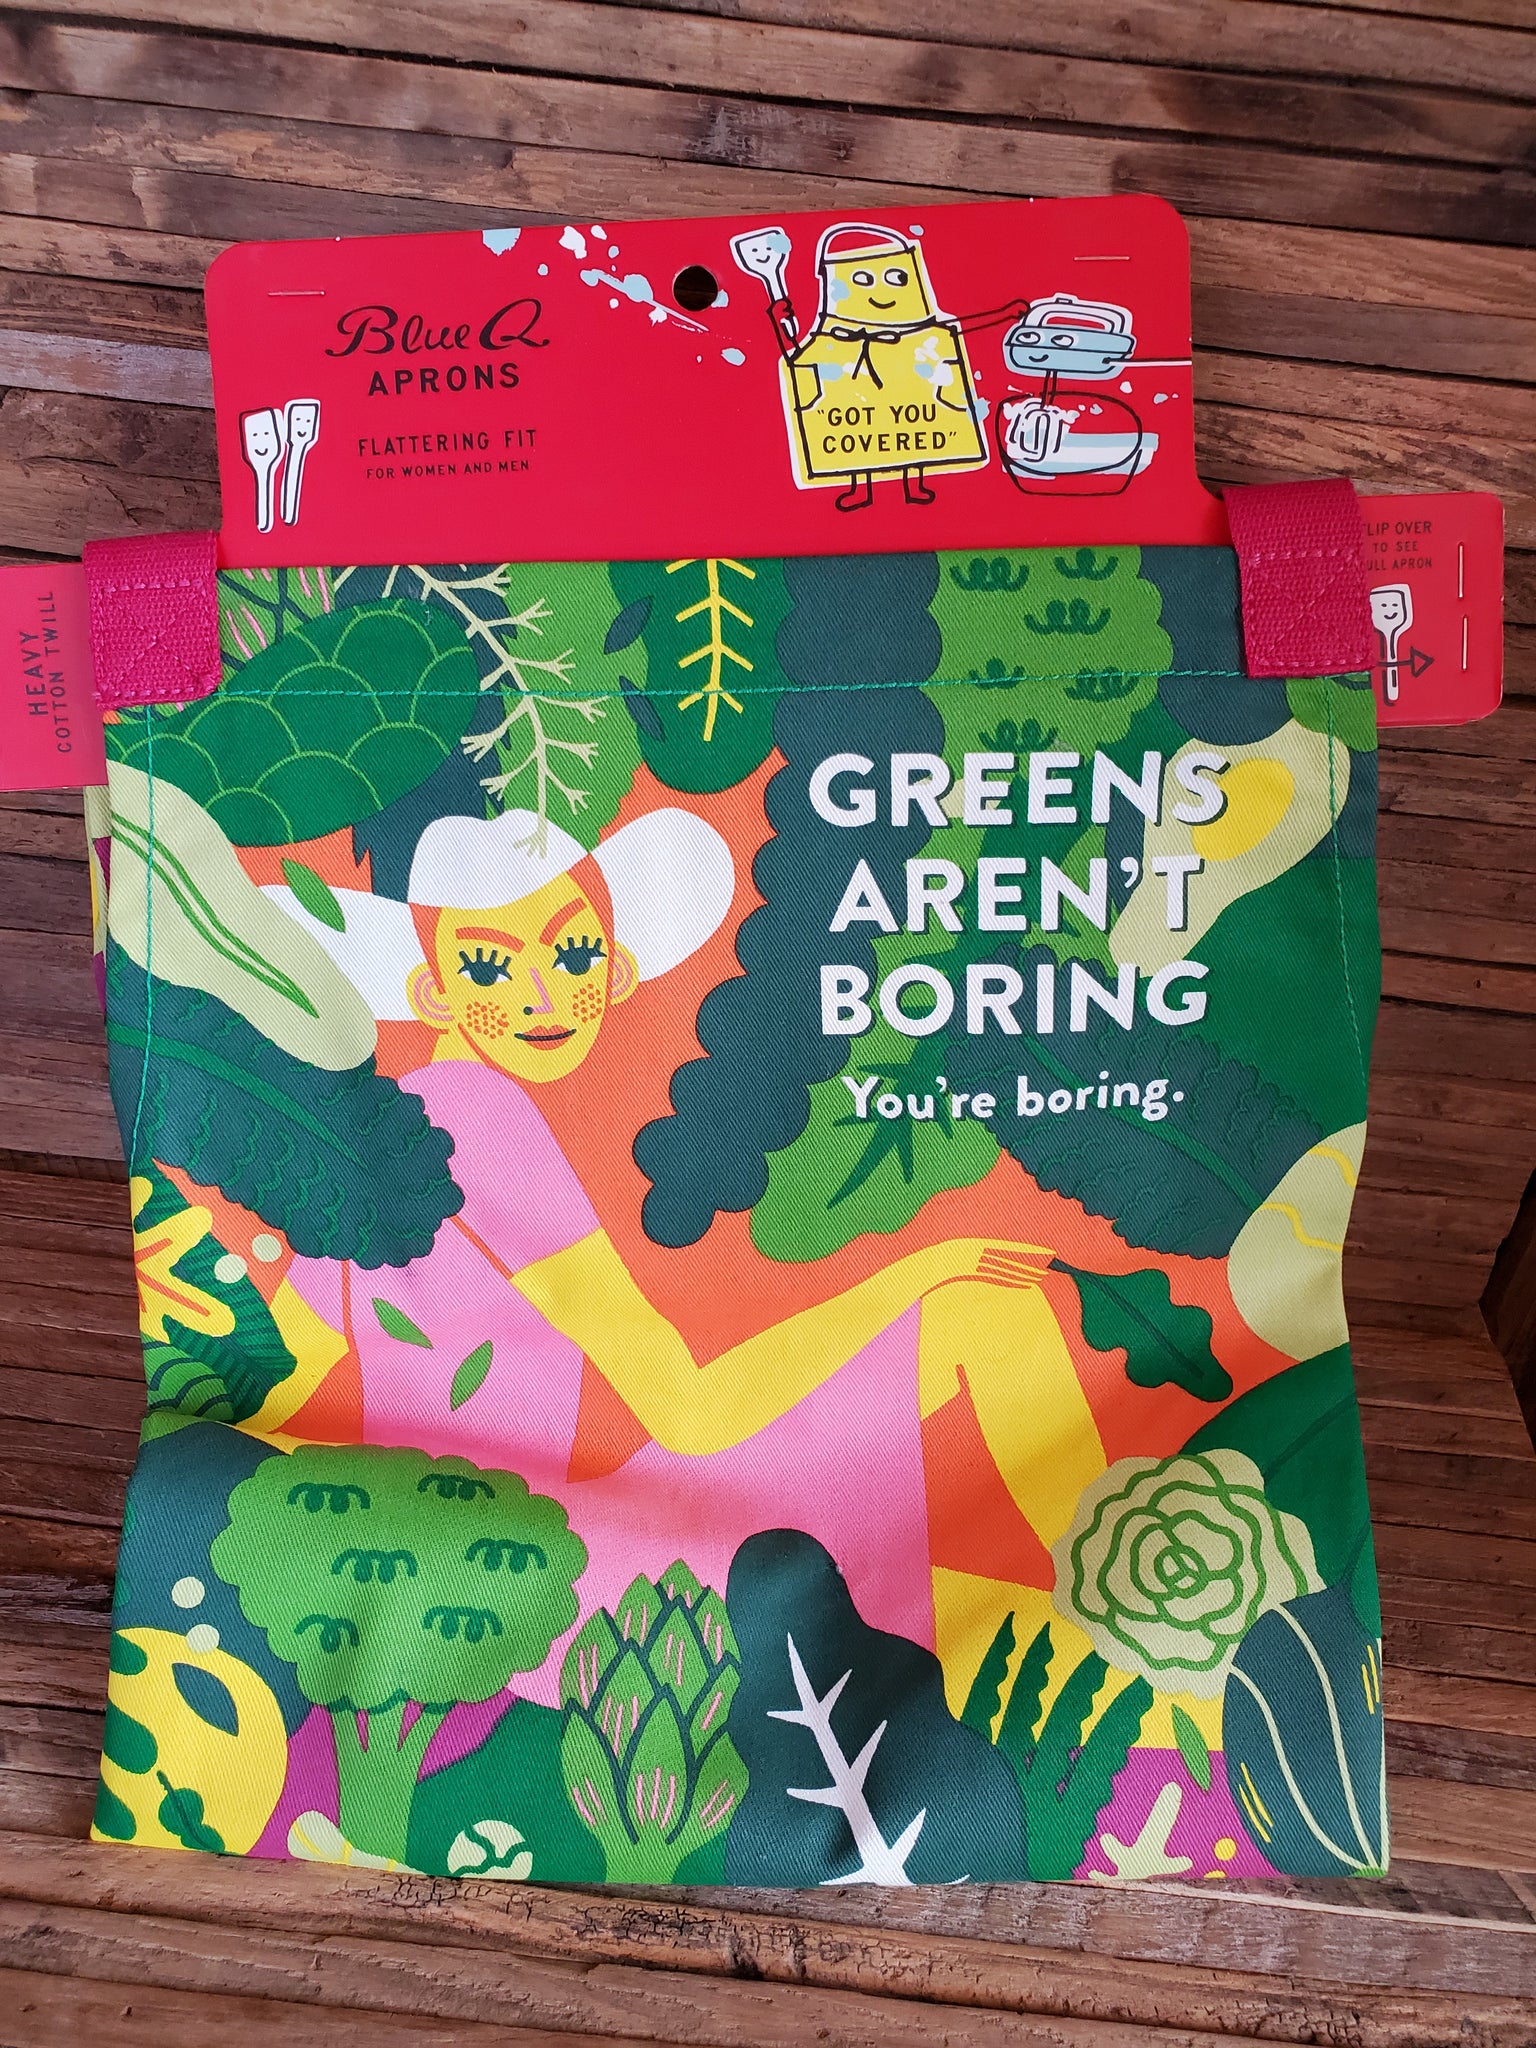 Blue Q
APRONS
FLATTERING FIT
FOR WOMEN AND MEN
"GOT YOU
COVERED"
HEAVY
COTTON TWILL
LIP OVER
TO SEE
ULL APRON
GREENS
AREN'T
BORING
You're boring.